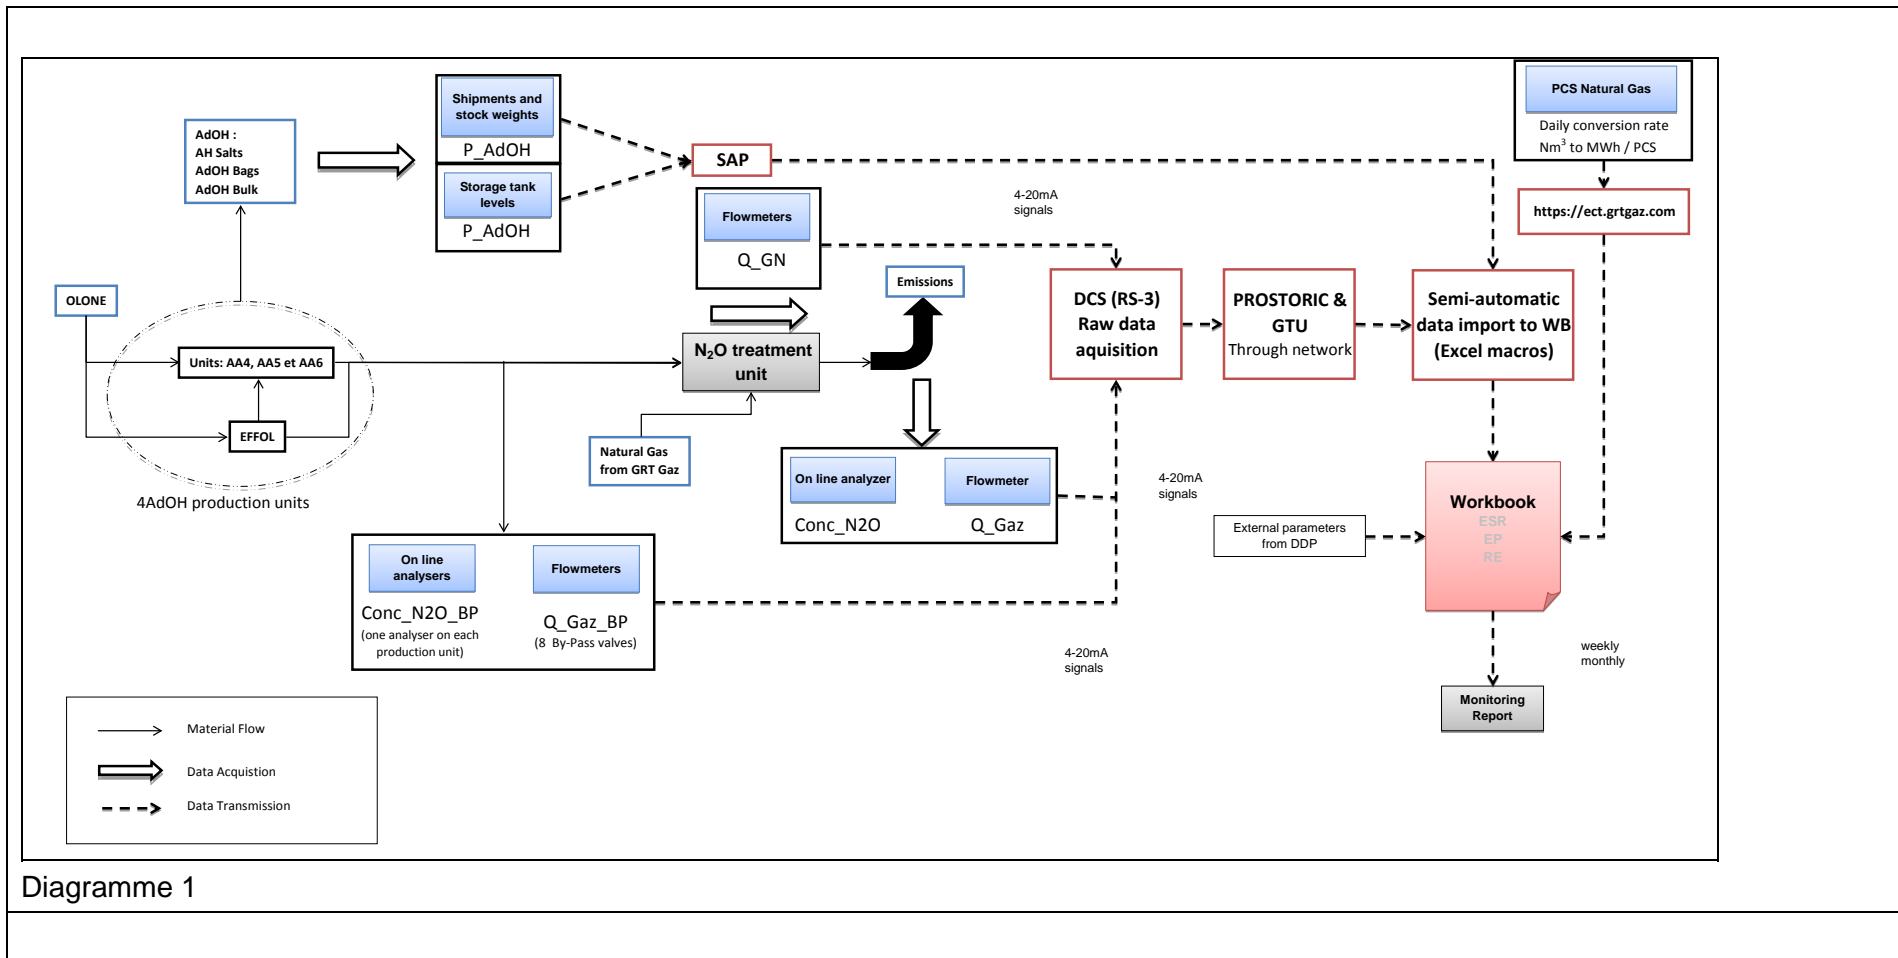 Shipments and
stock weights
P_AdOH
Storage tank
levels
P_AdOH
AdOH :
AH Salts
AdOH Bags
AdOH Bulk
SAP
PCS Natural Gas
Daily conversion rate
Nm³ to MWh / PCS
https://ect.grtgaz.com
4-20mA
signals
Flowmeters
Q_GN
OLONE
Units: AA4, AA5 et AA6
EFFOL
4AdOH production units
N₂O treatment
unit
Emissions
Natural Gas
from GRT Gaz
DCS (RS-3)
Raw data
aquisition
PROSTORIC &
GTU
Through network
Semi-automatic
data import to WB
(Excel macros)
On line analyzer
Conc_N2O
Flowmeter
Q_Gaz
4-20mA
signals
On line
analysers
Conc_N2O_BP
(one analyser on each
production unit)
Flowmeters
Q_Gaz_BP
(8 By-Pass valves)
4-20mA
signals
External parameters
from DDP
Workbook
ESR
EP
RE
weekly
monthly
Monitoring
Report
Material Flow
Data Acquistion
Data Transmission
Diagramme 1